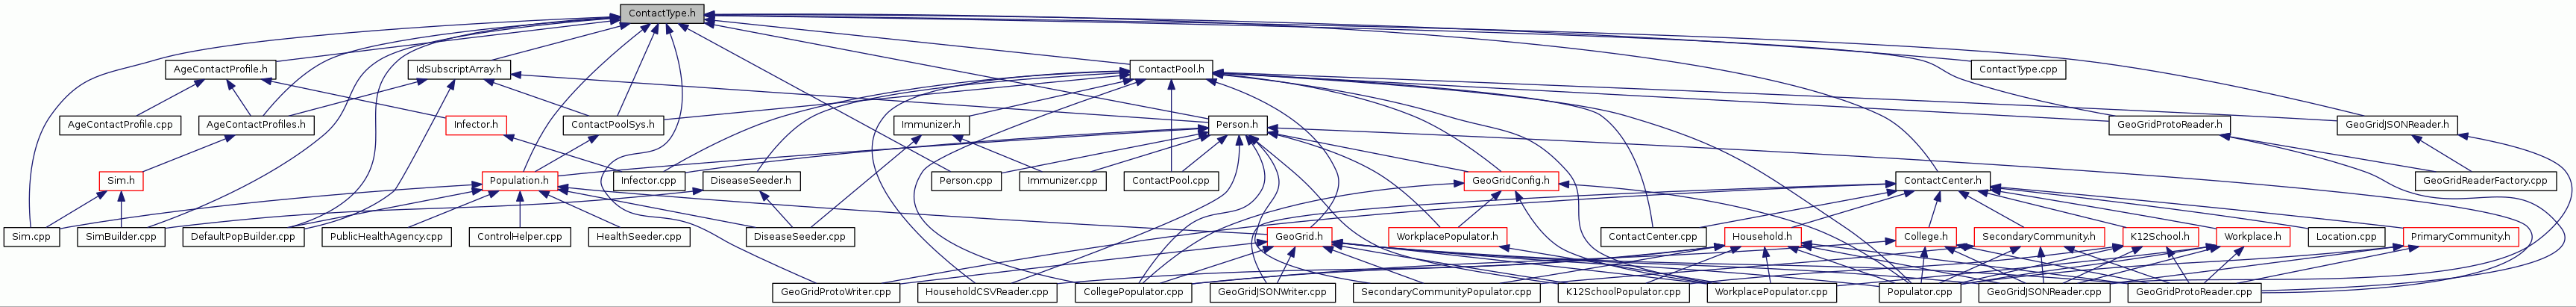 ContactType.h
AgeContactProfile.h
IdSubscriptArray.h
ContactPool.h
ContactType.cpp
AgeContactProfile.cpp
AgeContactProfiles.h
Infector.h
ContactPoolSys.h
Immunizer.h
Person.h
GeoGridProtoReader.h
GeoGridJSONReader.h
Sim.h
Population.h
Infector.cpp
DiseaseSeeder.h
Person.cpp
Immunizer.cpp
ContactPool.cpp
GeoGridConfig.h
ContactCenter.h
GeoGridReaderFactory.cpp
Sim.cpp
SimBuilder.cpp
DefaultPopBuilder.cpp
PublicHealthAgency.cpp
ControlHelper.cpp
HealthSeeder.cpp
DiseaseSeeder.cpp
GeoGrid.h
WorkplacePopulator.h
ContactCenter.cpp
Household.h
College.h
SecondaryCommunity.h
K12School.h
Workplace.h
Location.cpp
PrimaryCommunity.h
GeoGridProtoWriter.cpp
HouseholdCSVReader.cpp
CollegePopulator.cpp
GeoGridJSONWriter.cpp
SecondaryCommunityPopulator.cpp
K12SchoolPopulator.cpp
WorkplacePopulator.cpp
Populator.cpp
GeoGridJSONReader.cpp
GeoGridProtoReader.cpp